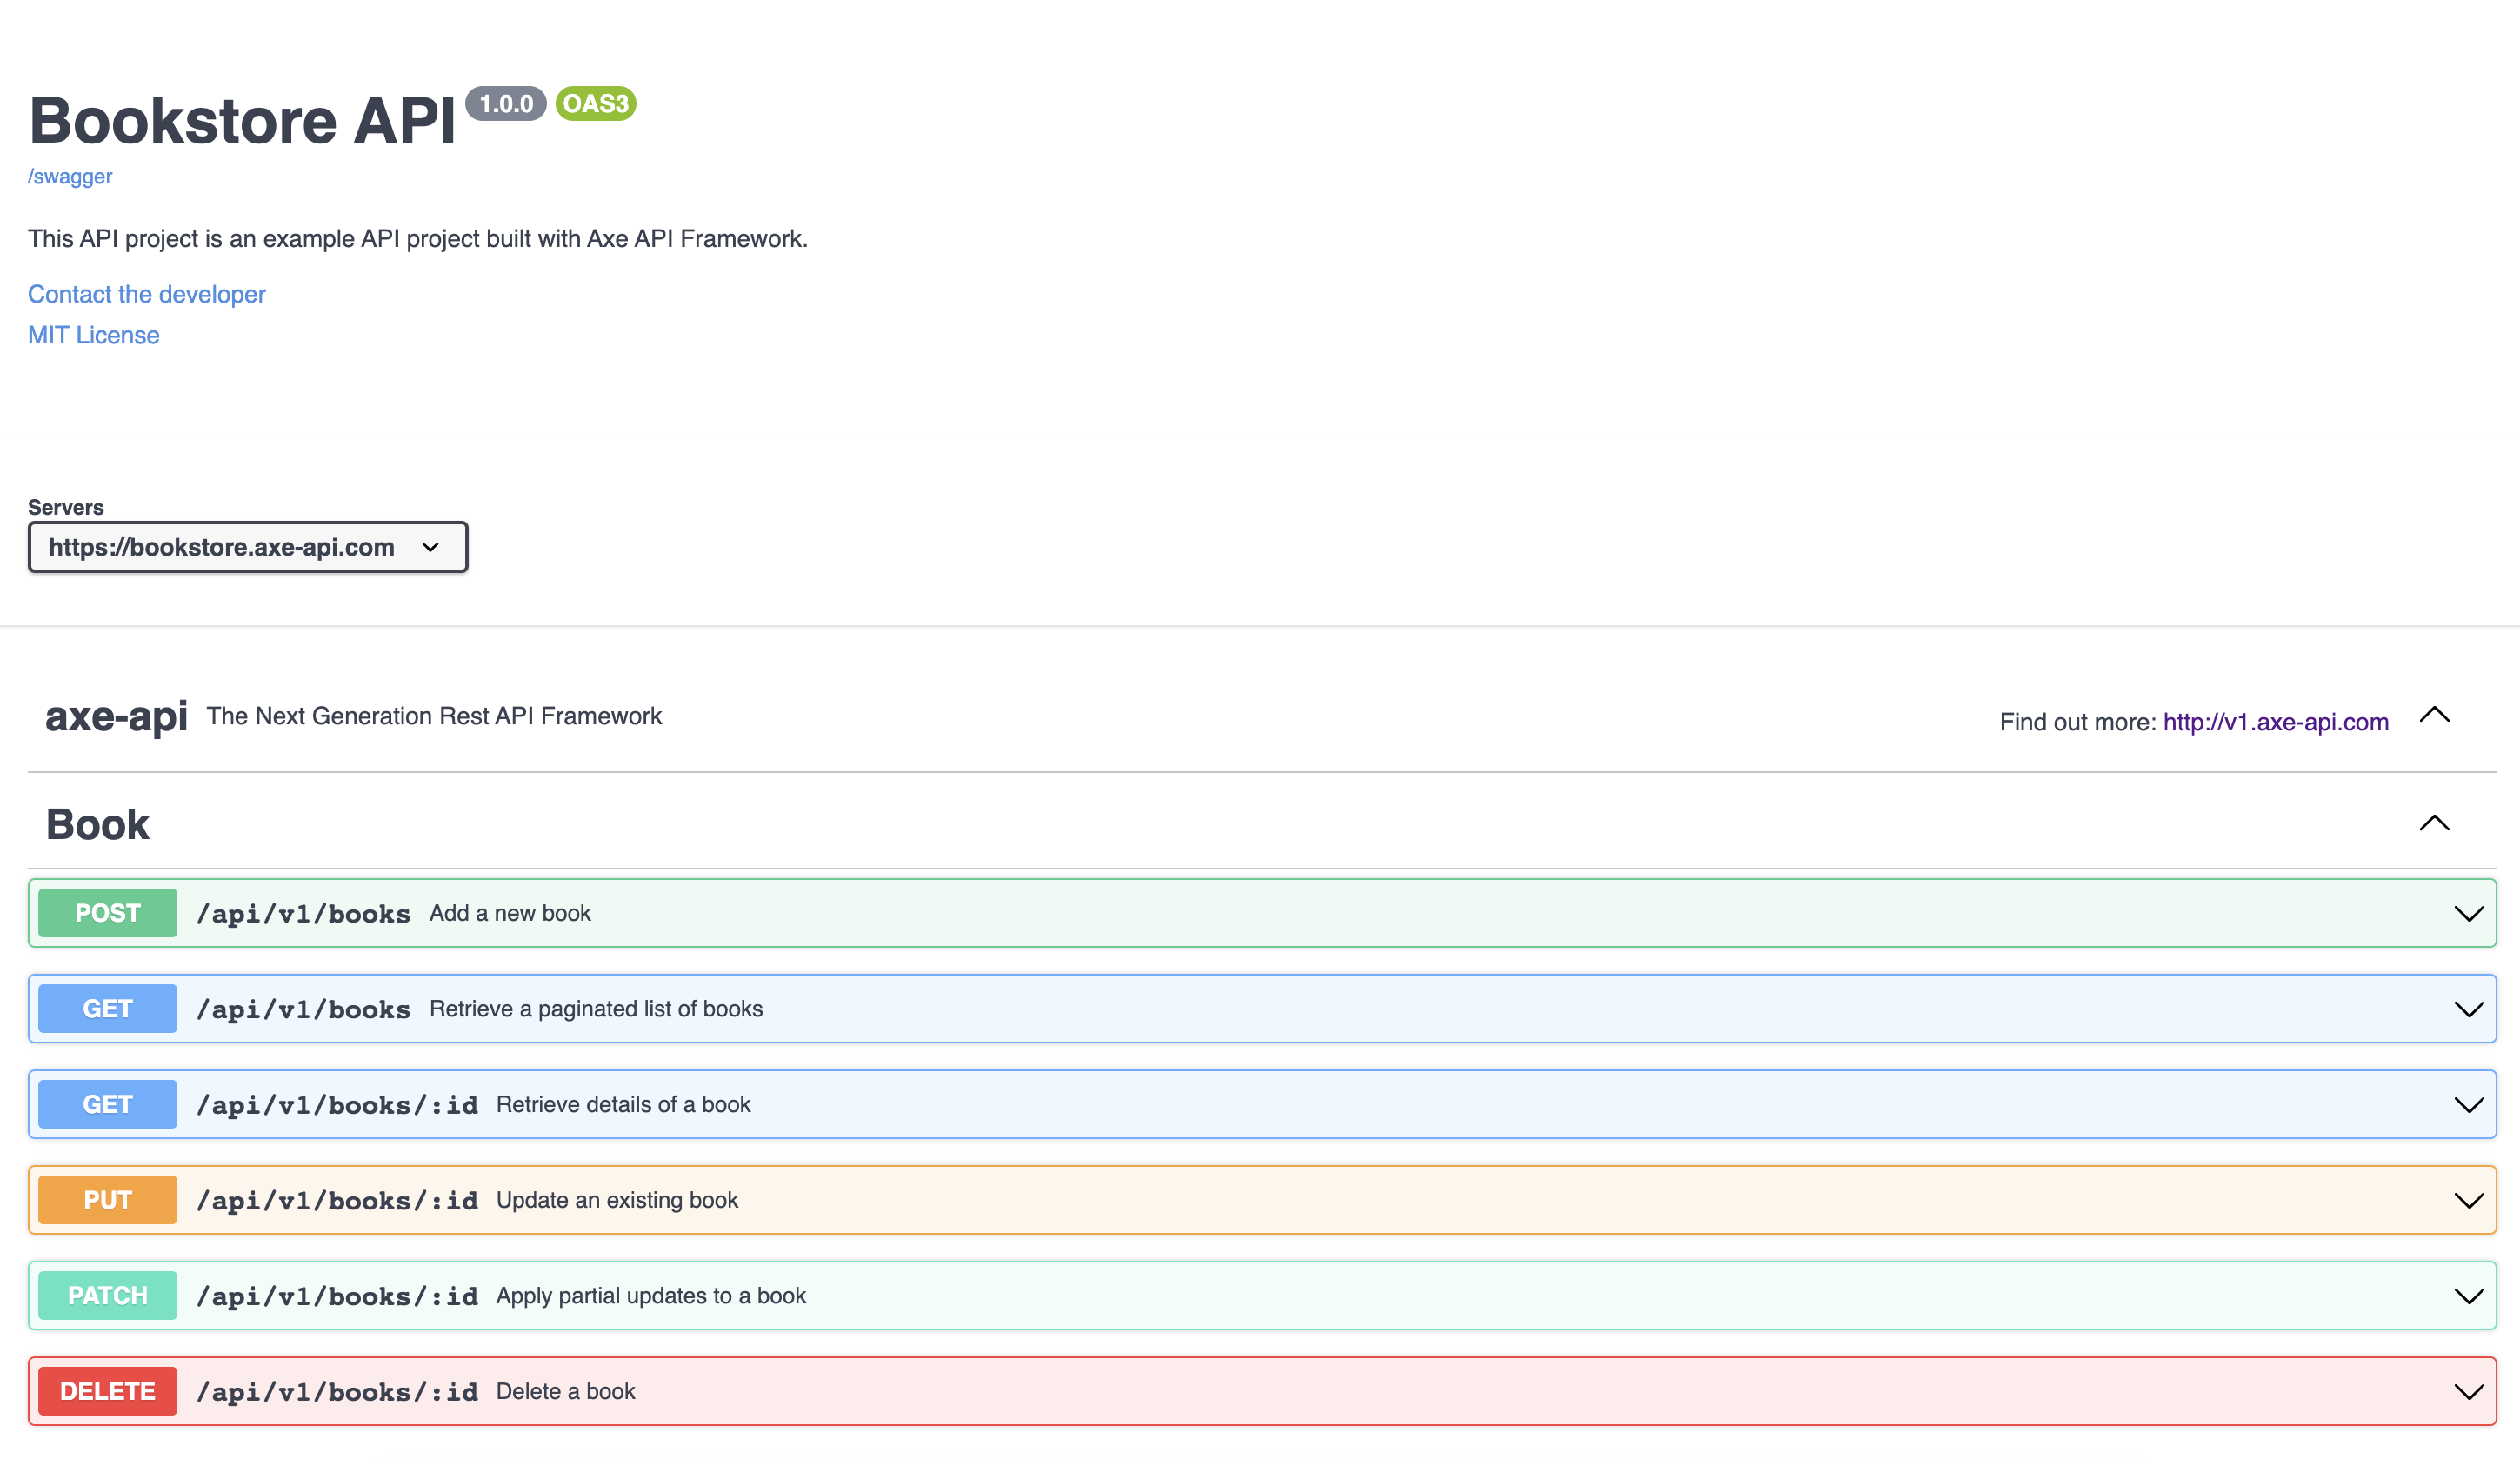 Bookstore API 1.0.0 OAS3
/swagger
This API project is an example API project built with Axe API Framework.
Contact the developer
MIT License
Servers
https://bookstore.axe-api.com
axe-api The Next Generation Rest API Framework Find out more: http://v1.axe-api.com
Book
POST /api/v1/books Add a new book
GET /api/v1/books Retrieve a paginated list of books
GET /api/v1/books/:id Retrieve details of a book
PUT /api/v1/books/:id Update an existing book
PATCH /api/v1/books/:id Apply partial updates to a book
DELETE /api/v1/books/:id Delete a book